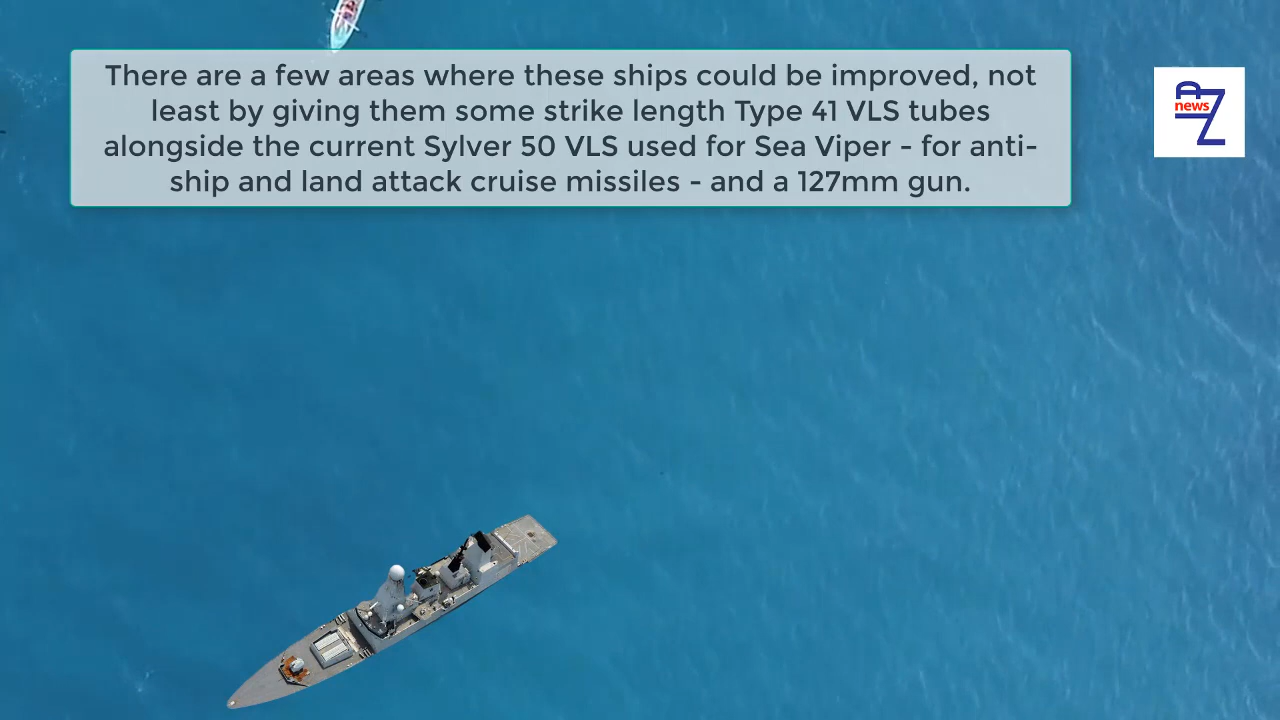 There are a few areas where these ships could be improved, not
least by giving them some strike length Type 41 VLS tubes
alongside the current Sylver 50 VLS used for Sea Viper - for anti-
ship and land attack cruise missiles - and a 127mm gun.
A
news
Z